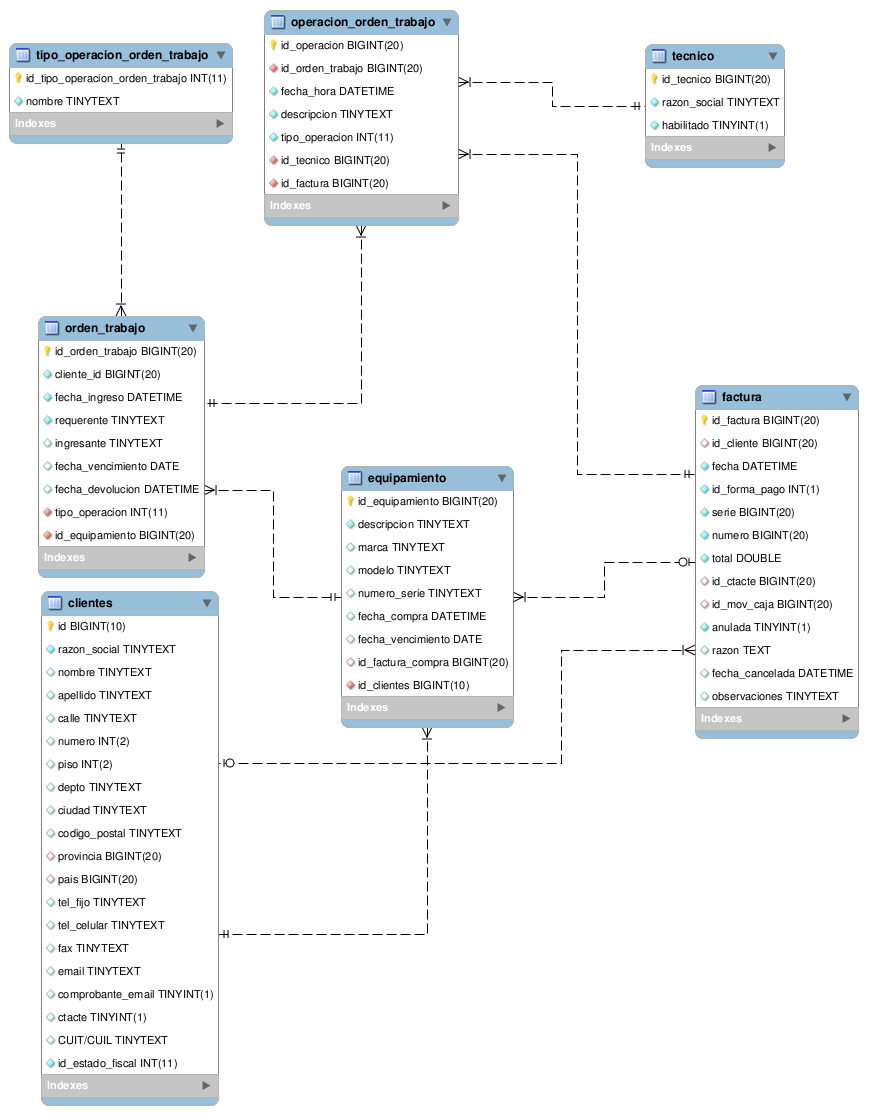 tipo_operacion_orden_trabajo
id_tipo_operacion_orden_trabajo INT(11)
nombre TINYTEXT
Indexes
operacion_orden_trabajo
id_operacion BIGINT(20)
id_orden_trabajo BIGINT(20)
fecha_hora DATETIME
descripcion TINYTEXT
tipo_operacion INT(11)
id_tecnico BIGINT(20)
id_factura BIGINT(20)
Indexes
tecnico
id_tecnico BIGINT(20)
razon_social TINYTEXT
habilitado TINYINT(1)
Indexes
orden_trabajo
id_orden_trabajo BIGINT(20)
cliente_id BIGINT(20)
fecha_ingreso DATETIME
requerente TINYTEXT
ingresante TINYTEXT
fecha_vencimiento DATE
fecha_devolucion DATETIME
tipo_operacion INT(11)
id_equipamiento BIGINT(20)
Indexes
equipamiento
id_equipamiento BIGINT(20)
descripcion TINYTEXT
marca TINYTEXT
modelo TINYTEXT
numero_serie TINYTEXT
fecha_compra DATETIME
fecha_vencimiento DATE
id_factura_compra BIGINT(20)
id_clientes BIGINT(10)
Indexes
factura
id_factura BIGINT(20)
id_cliente BIGINT(20)
fecha DATETIME
id_forma_pago INT(1)
serie BIGINT(20)
numero BIGINT(20)
total DOUBLE
id_ctacte BIGINT(20)
id_mov_caja BIGINT(20)
anulada TINYINT(1)
razon TEXT
fecha_cancelada DATETIME
observaciones TINYTEXT
Indexes
clientes
id BIGINT(10)
razon_social TINYTEXT
nombre TINYTEXT
apellido TINYTEXT
calle TINYTEXT
numero INT(2)
piso INT(2)
depto TINYTEXT
ciudad TINYTEXT
codigo_postal TINYTEXT
provincia BIGINT(20)
pais BIGINT(20)
tel_fijo TINYTEXT
tel_celular TINYTEXT
fax TINYTEXT
email TINYTEXT
comprobante_email TINYINT(1)
ctacte TINYINT(1)
CUIT/CUIL TINYTEXT
id_estado_fiscal INT(11)
Indexes